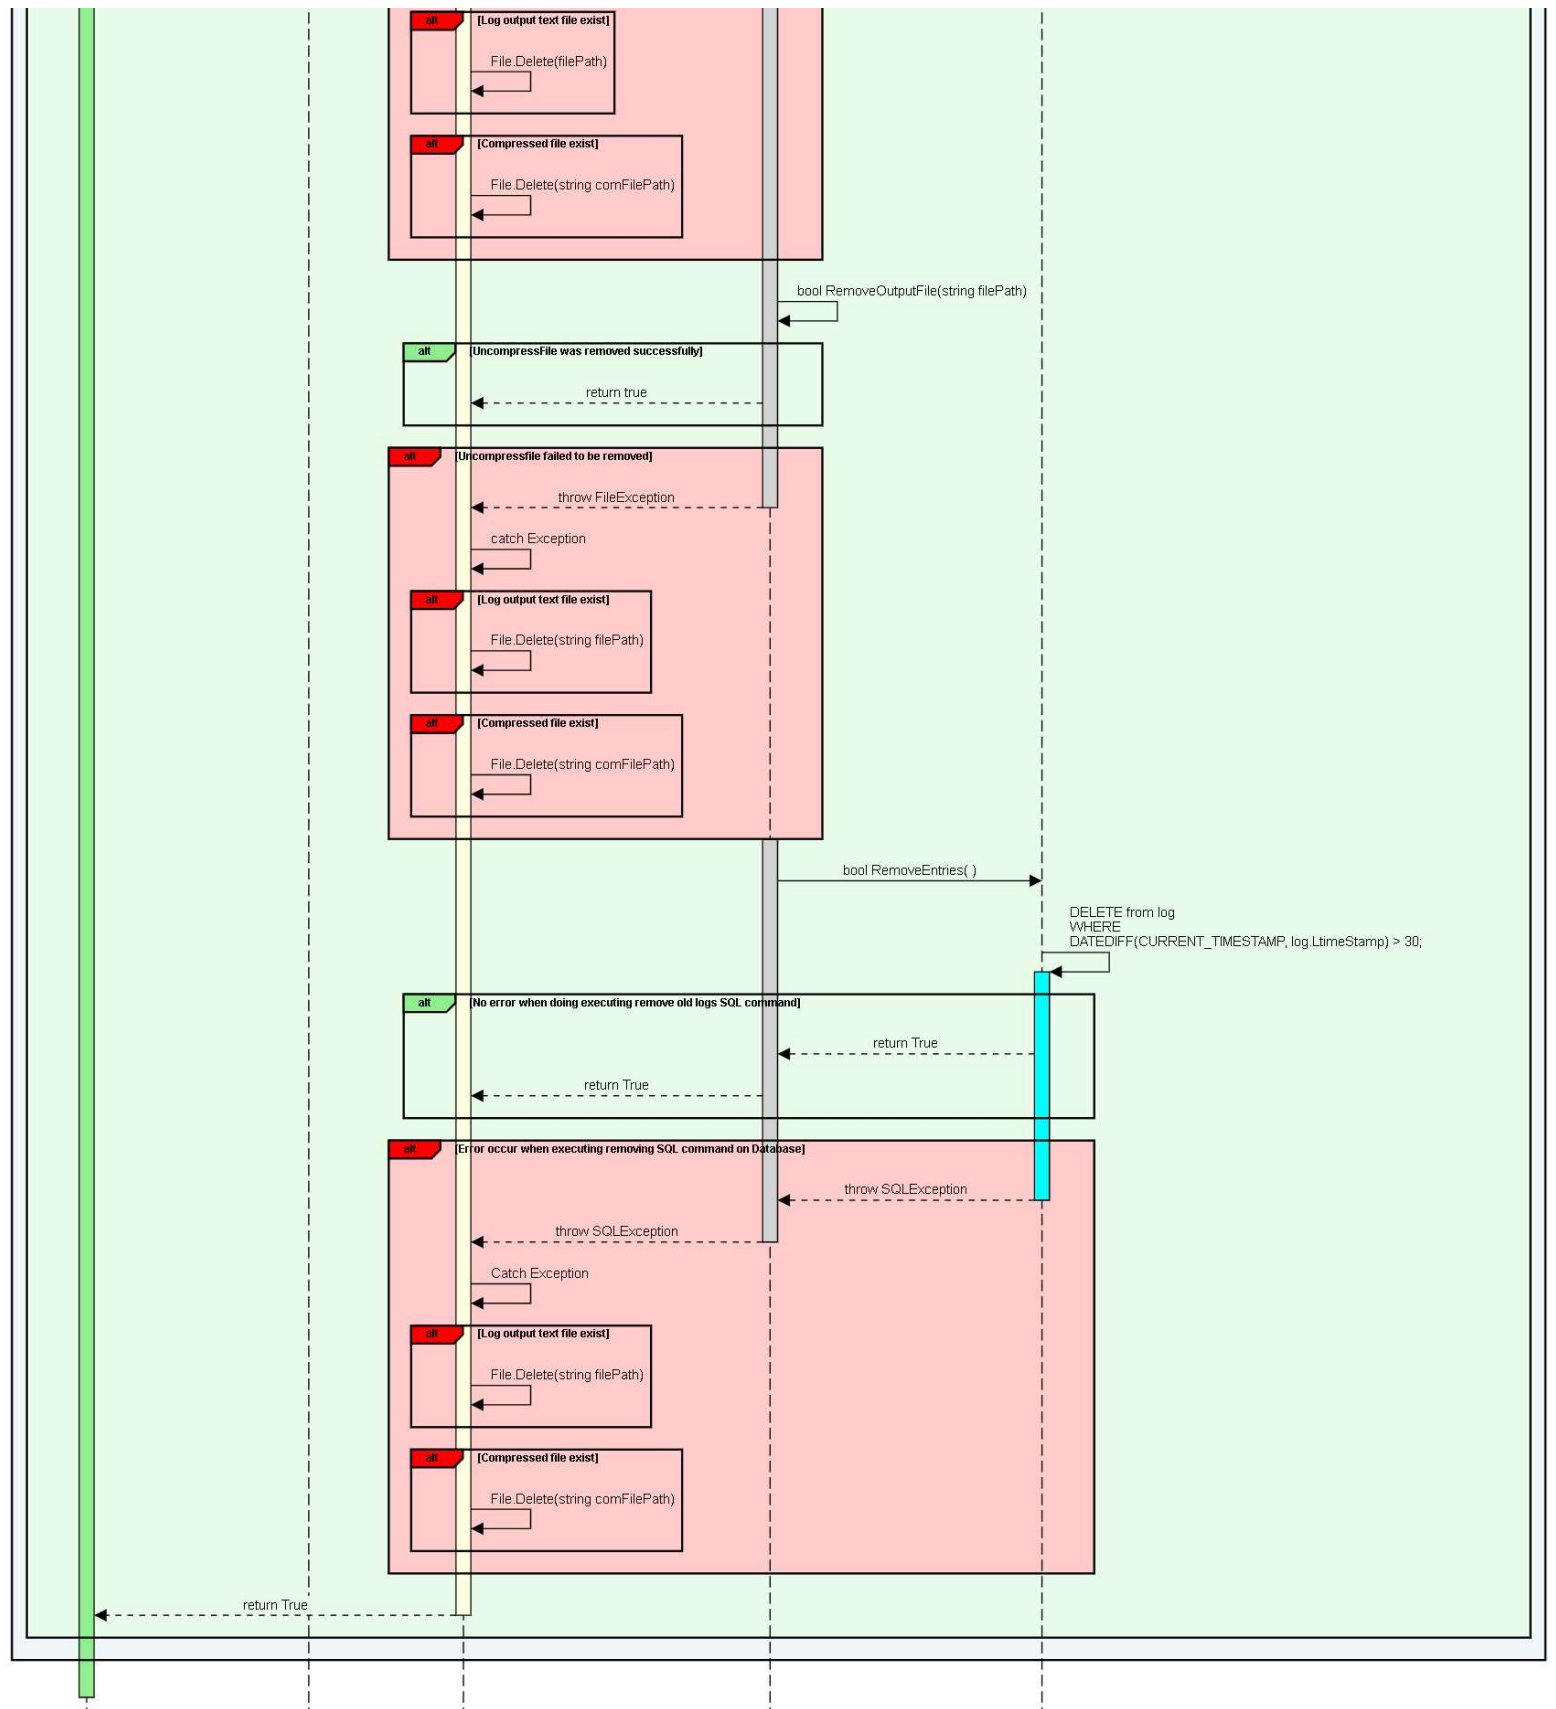 alt [Log output text file exist]
File.Delete(filePath)
alt [Compressed file exist]
File.Delete(string comFilePath)
bool RemoveOutputFile(string filePath)
alt [UncompressFile was removed successfully]
return true
alt [Uncompressfile failed to be removed]
throw FileException
catch Exception
alt [Log output text file exist]
File.Delete(string filePath)
alt [Compressed file exist]
File.Delete(string comFilePath)
bool RemoveEntries( )
DELETE from log
WHERE
DATEDIFF(CURRENT_TIMESTAMP, log.LtimeStamp) > 30;
alt [No error when doing executing remove old logs SQL command]
return True
return True
alt [Error occur when executing removing SQL command on Database]
throw SQLException
throw SQLException
Catch Exception
alt [Log output text file exist]
File.Delete(string filePath)
alt [Compressed file exist]
File.Delete(string comFilePath)
return True